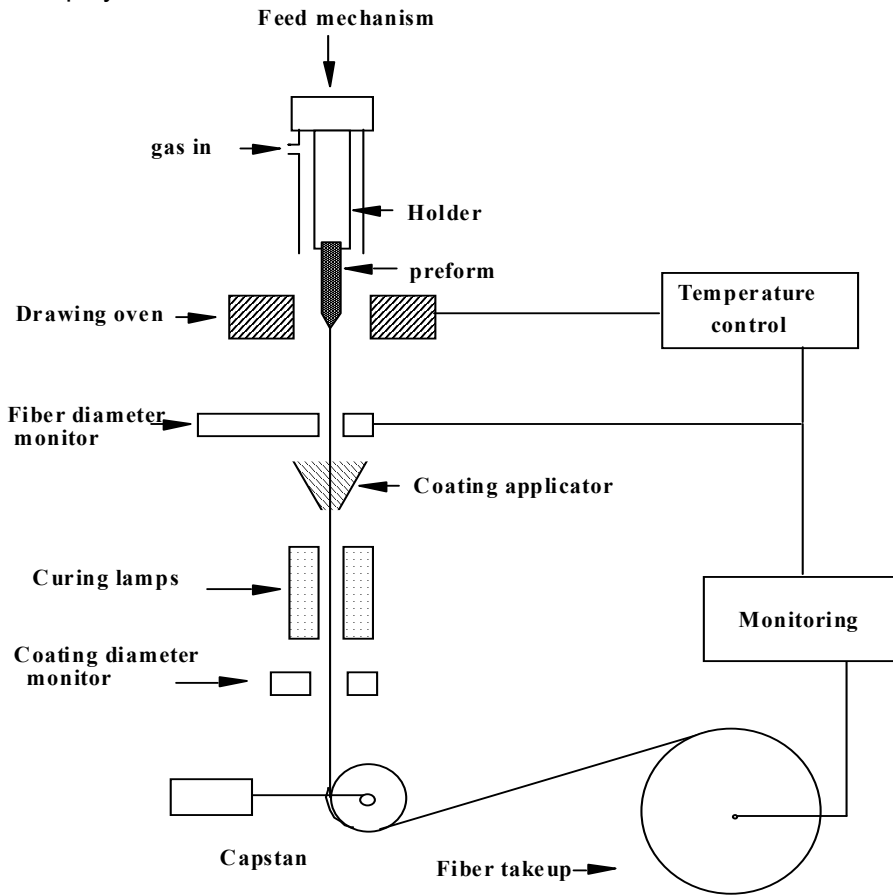 Feed mechanism
gas in
Holder
preform
Drawing oven
Temperature
control
Fiber diameter
monitor
Coating applicator
Curing lamps
Monitoring
Coating diameter
monitor
Capstan
Fiber takeup